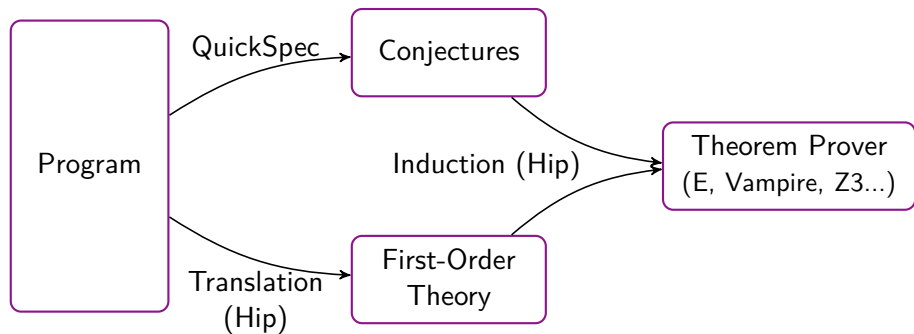 QuickSpec
Conjectures
Program
Induction (Hip)
Theorem Prover
(E, Vampire, Z3...)
Translation
(Hip)
First-Order
Theory